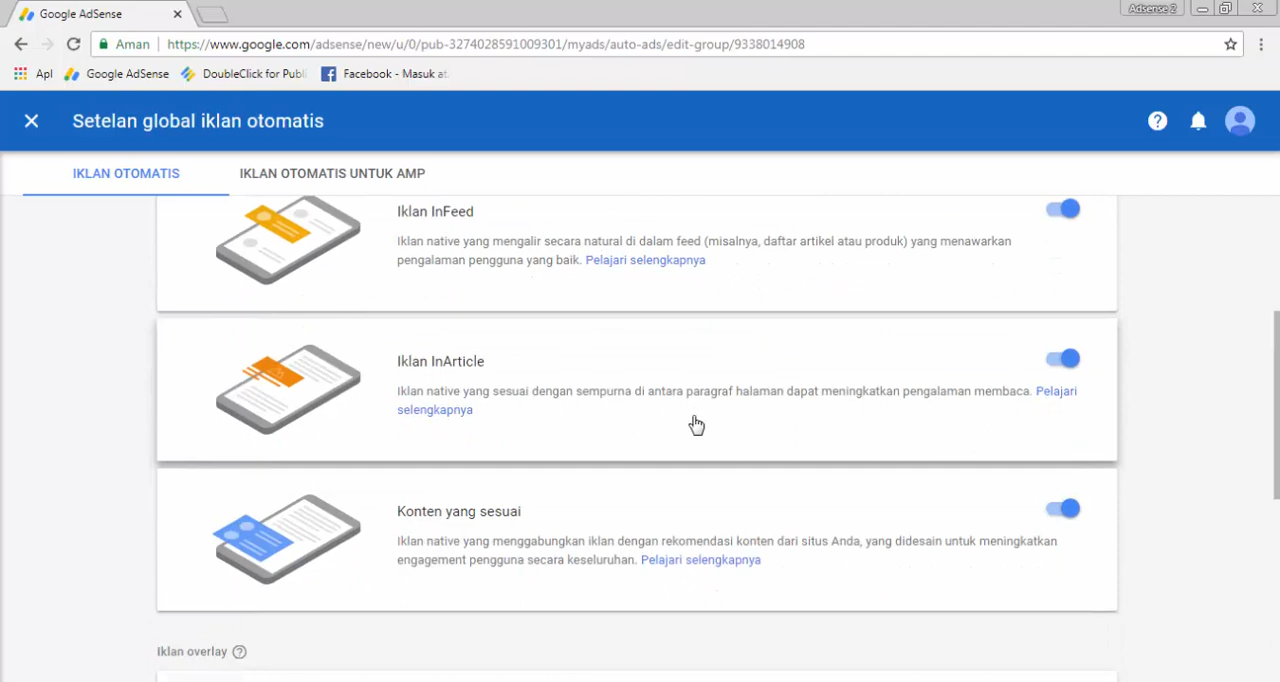 Google AdSense
Adsense 2
Aman
https://www.google.com/adsense/new/u/0/pub-3274028591009301/myads/auto-ads/edit-group/9338014908
Apl
Google AdSense
DoubleClick for Publi
Facebook - Masuk at
Setelan global iklan otomatis
IKLAN OTOMATIS
IKLAN OTOMATIS UNTUK AMP
Iklan InFeed
Iklan native yang mengalir secara natural di dalam feed (misalnya, daftar artikel atau produk) yang menawarkan
pengalaman pengguna yang baik. Pelajari selengkapnya
Iklan InArticle
Iklan native yang sesuai dengan sempurna di antara paragraf halaman dapat meningkatkan pengalaman membaca. Pelajari
selengkapnya
Konten yang sesuai
Iklan native yang menggabungkan iklan dengan rekomendasi konten dari situs Anda, yang didesain untuk meningkatkan
engagement pengguna secara keseluruhan. Pelajari selengkapnya
Iklan overlay